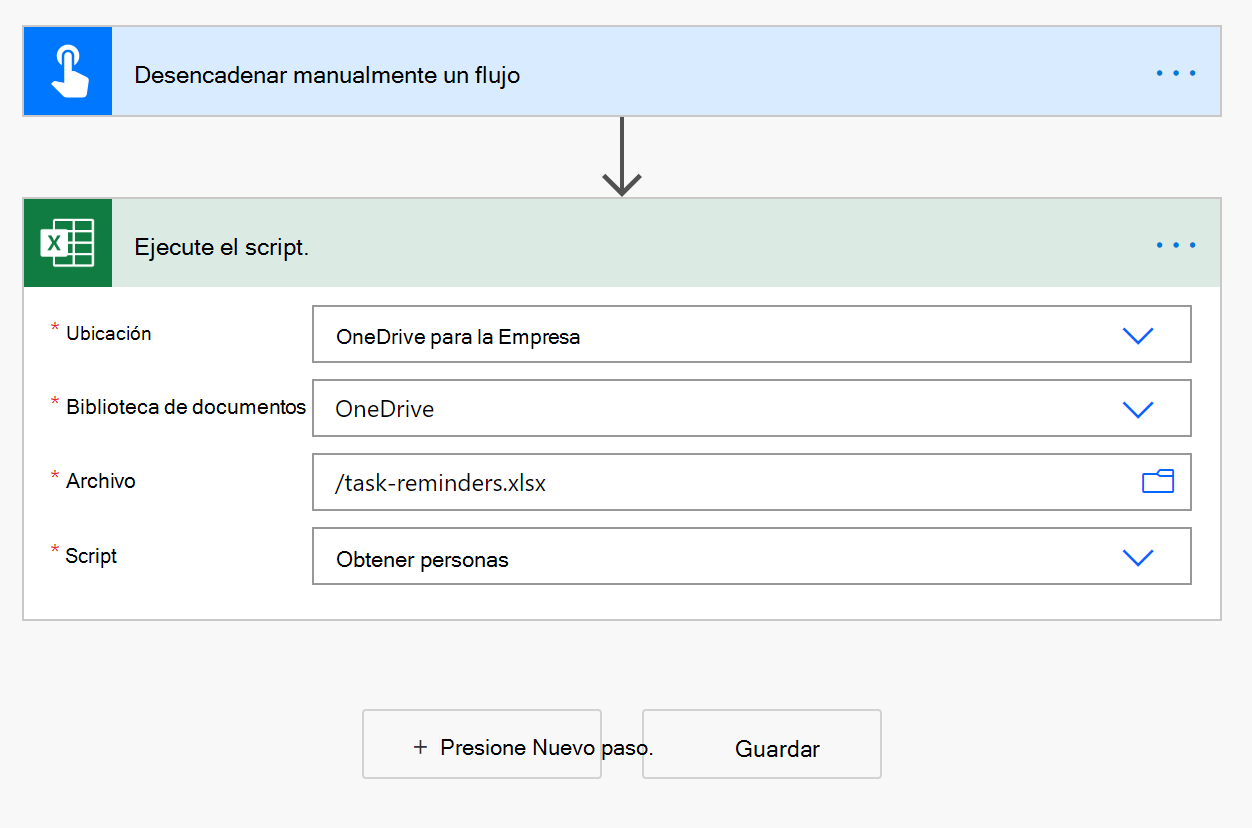 Desencadenar manualmente un flujo
Ejecute el script.
* Ubicación
OneDrive para la Empresa
* Biblioteca de documentos
OneDrive
* Archivo
/task-reminders.xlsx
* Script
Obtener personas
+ Presione Nuevo paso.
Guardar